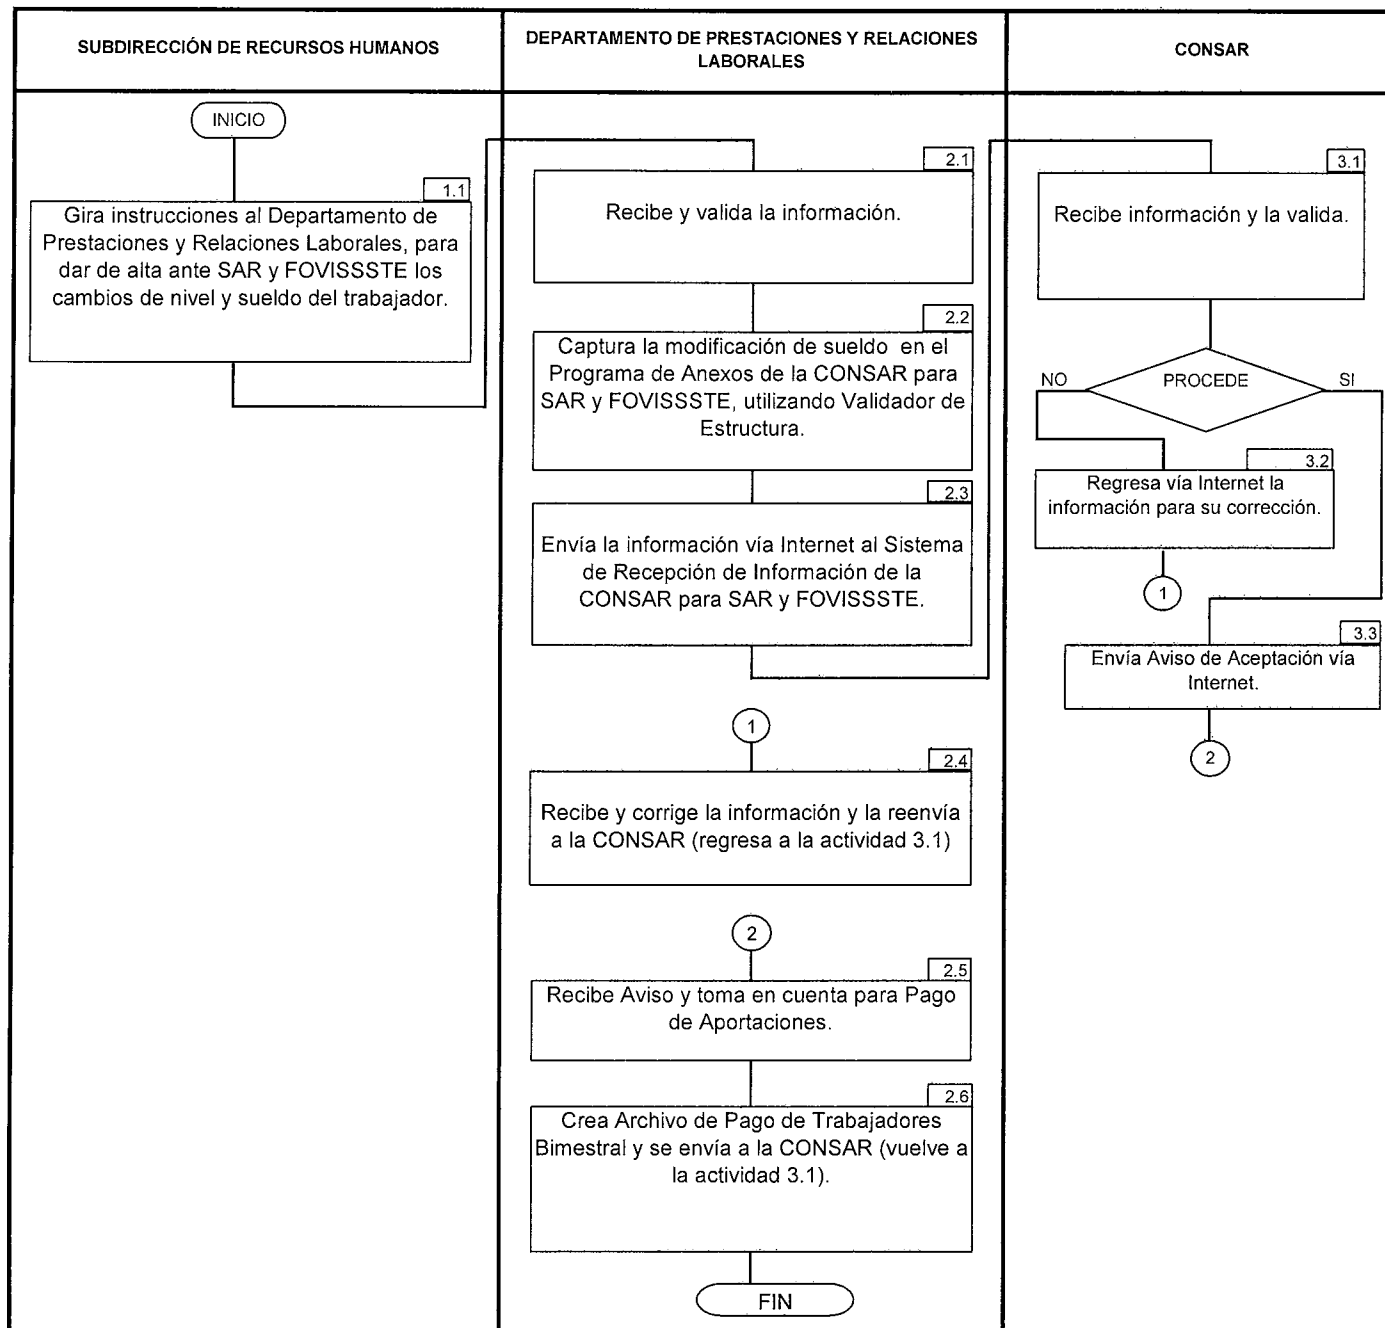 SUBDIRECCIÓN DE RECURSOS HUMANOS
DEPARTAMENTO DE PRESTACIONES Y RELACIONES
LABORALES
CONSAR
INICIO
1.1
Gira instrucciones al Departamento de
Prestaciones y Relaciones Laborales, para
dar de alta ante SAR y FOVISSSTE los
cambios de nivel y sueldo del trabajador.
2.1
Recibe y valida la información.
2.2
Captura la modificación de sueldo en el
Programa de Anexos de la CONSAR para
SAR y FOVISSSTE, utilizando Validador de
Estructura.
2.3
Envía la información vía Internet al Sistema
de Recepción de Información de la
CONSAR para SAR y FOVISSSTE.
1
2.4
Recibe y corrige la información y la reenvía
a la CONSAR (regresa a la actividad 3.1)
2
2.5
Recibe Aviso y toma en cuenta para Pago
de Aportaciones.
2.6
Crea Archivo de Pago de Trabajadores
Bimestral y se envía a la CONSAR (vuelve a
la actividad 3.1).
FIN
3.1
Recibe información y la valida.
NO
PROCEDE
SI
3.2
Regresa vía Internet la
información para su corrección.
1
3.3
Envía Aviso de Aceptación vía
Internet.
2